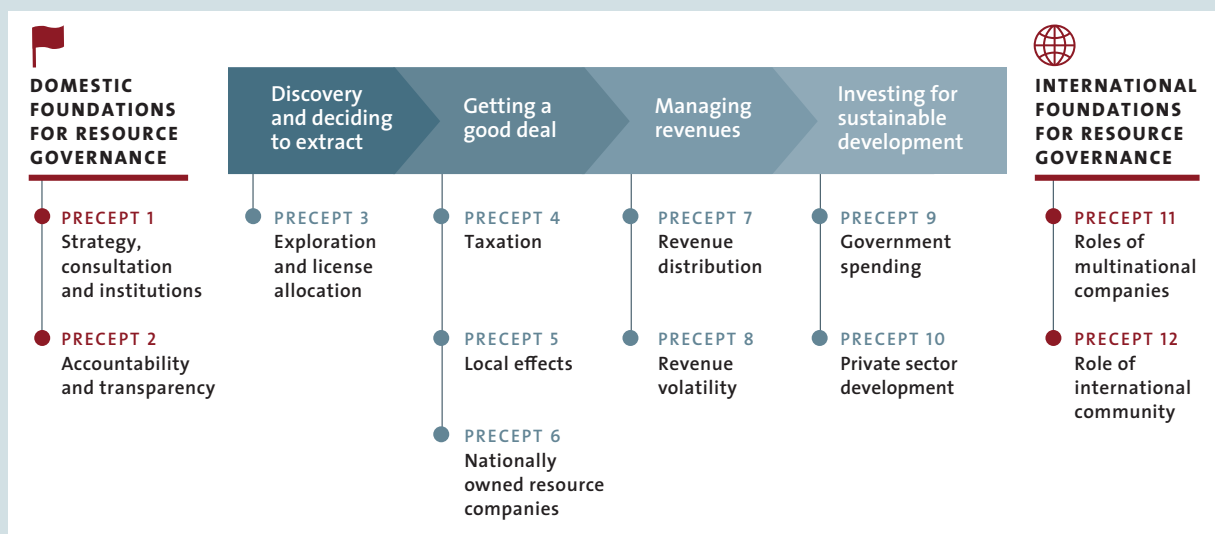 DOMESTIC
FOUNDATIONS
FOR RESOURCE
GOVERNANCE
PRECEPT 1
Strategy,
consultation
and institutions
PRECEPT 2
Accountability
and transparency
Discovery
and deciding
to extract
PRECEPT 3
Exploration
and license
allocation
Getting a
good deal
PRECEPT 4
Taxation
PRECEPT 5
Local effects
PRECEPT 6
Nationally
owned resource
companies
Managing
revenues
PRECEPT 7
Revenue
distribution
PRECEPT 8
Revenue
volatility
Investing for
sustainable
development
PRECEPT 9
Government
spending
PRECEPT 10
Private sector
development
INTERNATIONAL
FOUNDATIONS
FOR RESOURCE
GOVERNANCE
PRECEPT 11
Roles of
multinational
companies
PRECEPT 12
Role of
international
community